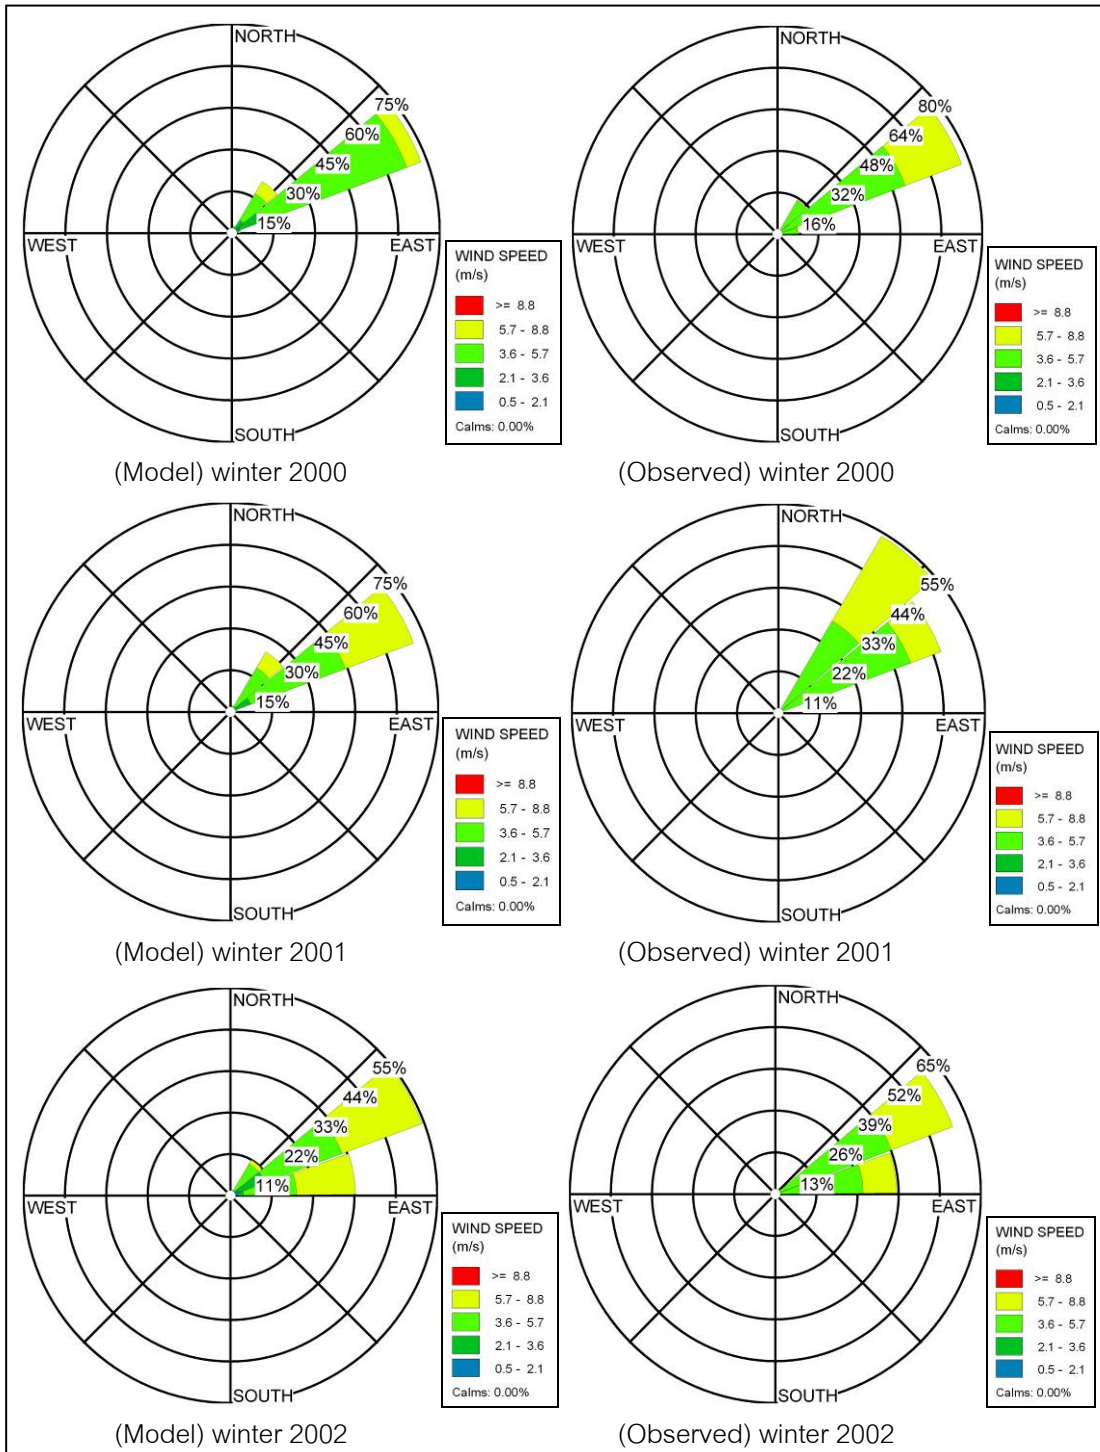 NORTH
75%
60%
45%
30%
15%
WEST
EAST
SOUTH
WIND SPEED
(m/s)
>= 8.8
5.7 - 8.8
3.6 - 5.7
2.1 - 3.6
0.5 - 2.1
Calms: 0.00%
(Model) winter 2000
NORTH
80%
64%
48%
32%
16%
WEST
EAST
SOUTH
WIND SPEED
(m/s)
>= 8.8
5.7 - 8.8
3.6 - 5.7
2.1 - 3.6
0.5 - 2.1
Calms: 0.00%
(Observed) winter 2000
NORTH
75%
60%
45%
30%
15%
WEST
EAST
SOUTH
WIND SPEED
(m/s)
>= 8.8
5.7 - 8.8
3.6 - 5.7
2.1 - 3.6
0.5 - 2.1
Calms: 0.00%
(Model) winter 2001
NORTH
55%
44%
33%
22%
11%
WEST
EAST
SOUTH
WIND SPEED
(m/s)
>= 8.8
5.7 - 8.8
3.6 - 5.7
2.1 - 3.6
0.5 - 2.1
Calms: 0.00%
(Observed) winter 2001
NORTH
55%
44%
33%
22%
11%
WEST
EAST
SOUTH
WIND SPEED
(m/s)
>= 8.8
5.7 - 8.8
3.6 - 5.7
2.1 - 3.6
0.5 - 2.1
Calms: 0.00%
(Model) winter 2002
NORTH
65%
52%
39%
26%
13%
WEST
EAST
SOUTH
WIND SPEED
(m/s)
>= 8.8
5.7 - 8.8
3.6 - 5.7
2.1 - 3.6
0.5 - 2.1
Calms: 0.00%
(Observed) winter 2002